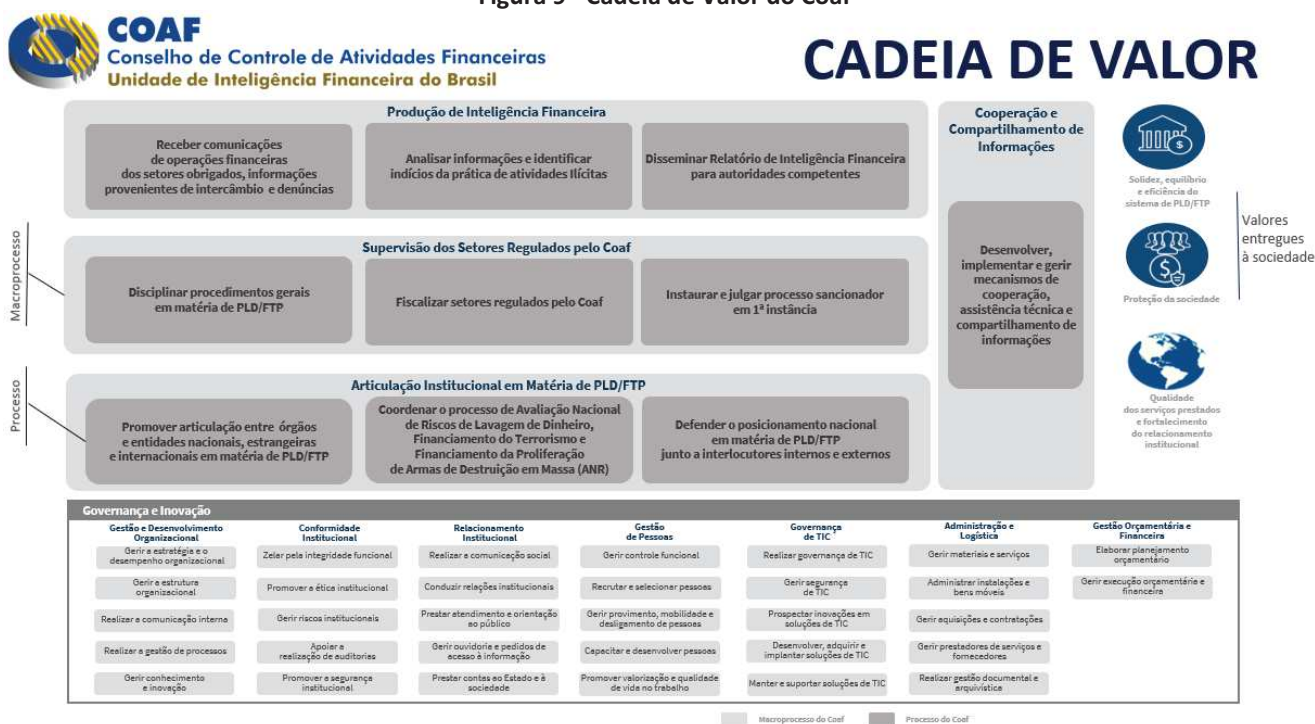 Figura 9 - Cadeia de Valor do Coaf
COAF
Conselho de Controle de Atividades Financeiras
Unidade de Inteligência Financeira do Brasil
CADEIA DE VALOR
Produção de Inteligência Financeira
Receber comunicações
de operações financeiras
dos setores obrigados, informações
provenientes de intercâmbio e denúncias
Analisar informações e identificar
indícios da prática de atividades Ilícitas
Disseminar Relatório de Inteligência Financeira
para autoridades competentes
Supervisão dos Setores Regulados pelo Coaf
Disciplinar procedimentos gerais
em matéria de PLD/FTP
Fiscalizar setores regulados pelo Coaf
Instaurar e julgar processo sancionador
em 1ª instância
Articulação Institucional em Matéria de PLD/FTP
Promover articulação entre órgãos
e entidades nacionais, estrangeiras
e internacionais em matéria de PLD/FTP
Coordenar o processo de Avaliação Nacional
de Riscos de Lavagem de Dinheiro,
Financiamento do Terrorismo e
Financiamento da Proliferação
de Armas de Destruição em Massa (ANR)
Defender o posicionamento nacional
em matéria de PLD/FTP
junto a interlocutores internos e externos
Cooperação e
Compartilhamento de
Informações
Desenvolver,
implementar e gerir
mecanismos de
cooperação,
assistência técnica e
compartilhamento de
informações
Solidez, equilíbrio
e eficiência do
sistema de PLD/FTP
Proteção da sociedade
Qualidade
dos serviços prestados
e fortalecimento
do relacionamento
institucional
Valores
entregues
à sociedade
Macroprocesso
Processo
Governança e Inovação
Gestão e Desenvolvimento
Organizacional
Gerir a estratégia e o
desempenho organizacional
Gerir a estrutura
organizacional
Realizar a comunicação interna
Realizar a gestão de processos
Gerir conhecimento
e inovação
Conformidade
Institucional
Zelar pela integridade funcional
Promover a ética institucional
Gerir riscos institucionais
Apoiar a
realização de auditorias
Promover a segurança
institucional
Relacionamento
Institucional
Realizar a comunicação social
Conduzir relações institucionais
Prestar atendimento e orientação
ao público
Gerir ouvidoria e pedidos de
acesso à informação
Prestar contas ao Estado e à
sociedade
Gestão
de Pessoas
Gerir controle funcional
Recrutar e selecionar pessoas
Gerir provimento, mobilidade e
desligamento de pessoas
Capacitar e desenvolver pessoas
Promover valorização e qualidade
de vida no trabalho
Governança
de TIC
Realizar governança de TIC
Gerir segurança
de TIC
Prospectar inovações em
soluções de TIC
Desenvolver, adquirir e
implantar soluções de TIC
Manter e suportar soluções de TIC
Administração e
Logística
Gerir materiais e serviços
Administrar instalações e
bens móveis
Gerir aquisições e contratações
Gerir prestadores de serviços e
fornecedores
Realizar gestão documental e
arquivística
Gestão Orçamentária e
Financeira
Elaborar planejamento
orçamentário
Gerir execução orçamentária e
financeira
Macroprocesso do Coaf
Processo do Coaf